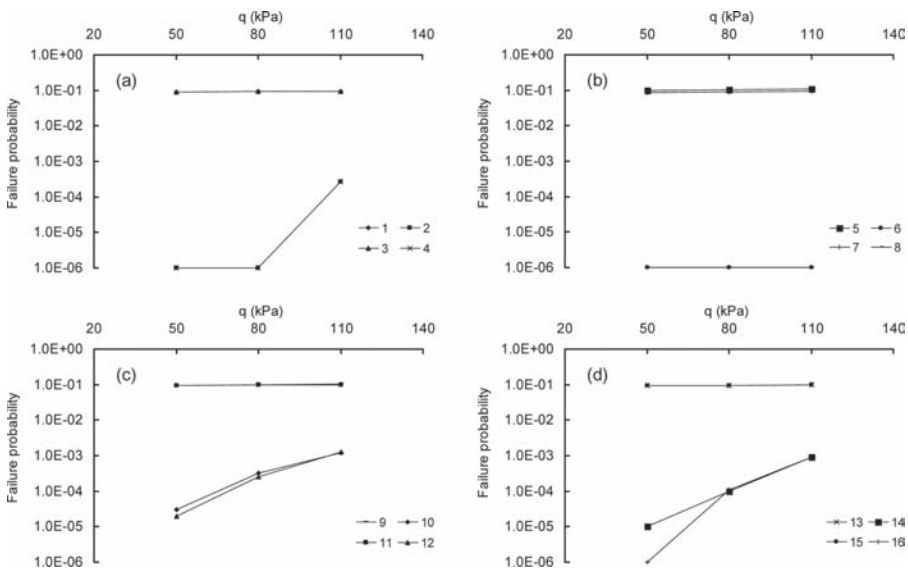 q (kPa)
20 50 80 110 140
1.0E+00
1.0E-01
1.0E-02
1.0E-03
1.0E-04
1.0E-05
1.0E-06
Failure probability
(a)
1 2
3 4
q (kPa)
20 50 80 110 140
1.0E+00
1.0E-01
1.0E-02
1.0E-03
1.0E-04
1.0E-05
1.0E-06
Failure probability
(b)
5 6
7 8
q (kPa)
20 50 80 110 140
1.0E+00
1.0E-01
1.0E-02
1.0E-03
1.0E-04
1.0E-05
1.0E-06
Failure probability
(c)
9 10
11 12
q (kPa)
20 50 80 110 140
1.0E+00
1.0E-01
1.0E-02
1.0E-03
1.0E-04
1.0E-05
1.0E-06
Failure probability
(d)
13 14
15 16